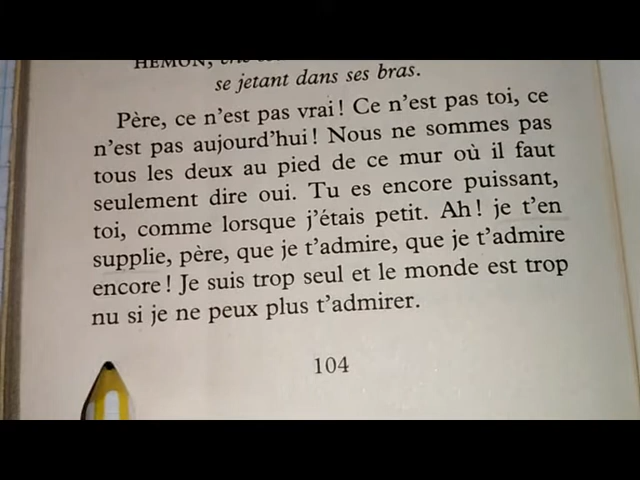 HÉMON,
se jetant dans ses bras.
Père, ce n'est pas vrai ! Ce n'est pas toi, ce
n'est pas aujourd'hui ! Nous ne sommes pas
tous les deux au pied de ce mur où il faut
seulement dire oui. Tu es encore puissant,
toi, comme lorsque j'étais petit. Ah ! je t'en
supplie, père, que je t'admire, que je t'admire
encore ! Je suis trop seul et le monde est trop
nu si je ne peux plus t'admirer.
104